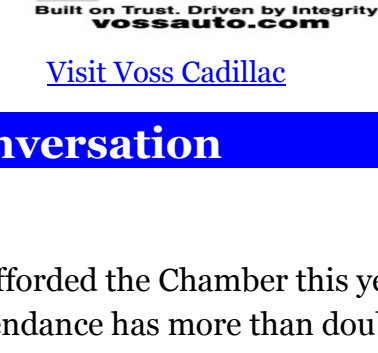 Built on Trust. Driven by Integrity
vossauto.com
Visit Voss Cadillac
nversation
fforded the Chamber this ye
endance has more than doub